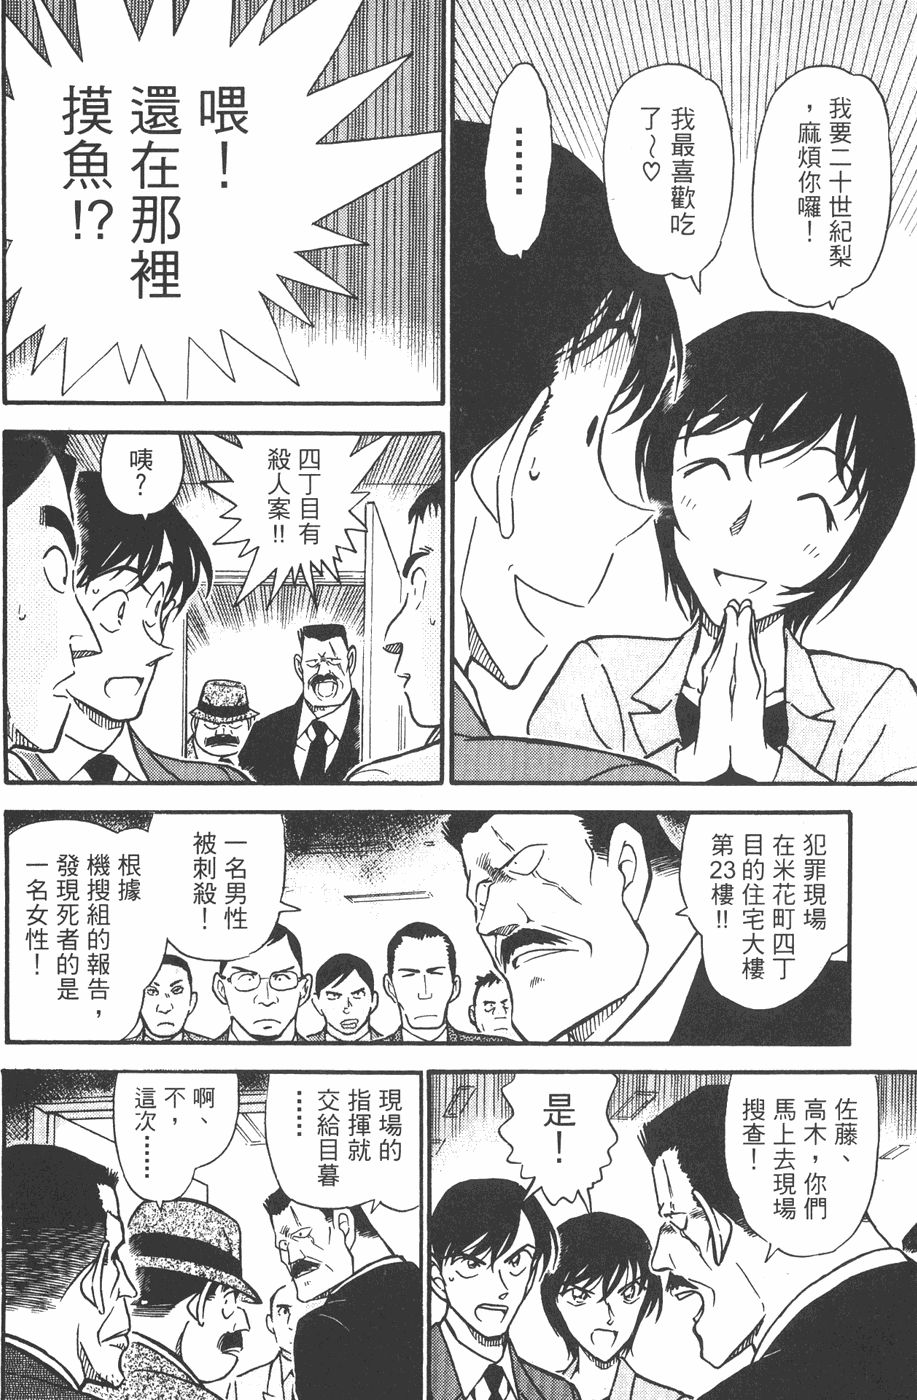 我要二十世紀梨
，麻煩你囉！
我最喜歡吃
了～♡
……
喂！
還在那裡
摸魚!?
四丁目有
殺人案!!
咦？
犯罪現場
在米花町四丁
目的住宅大樓
第23樓!!
一名男性
被刺殺！
根據
機搜組的報告，
發現死者的是
一名女性！
佐藤、
高木，你們
馬上去現場
搜查！
是！
現場的
指揮就
交給目暮
……
啊、
不，
這次……